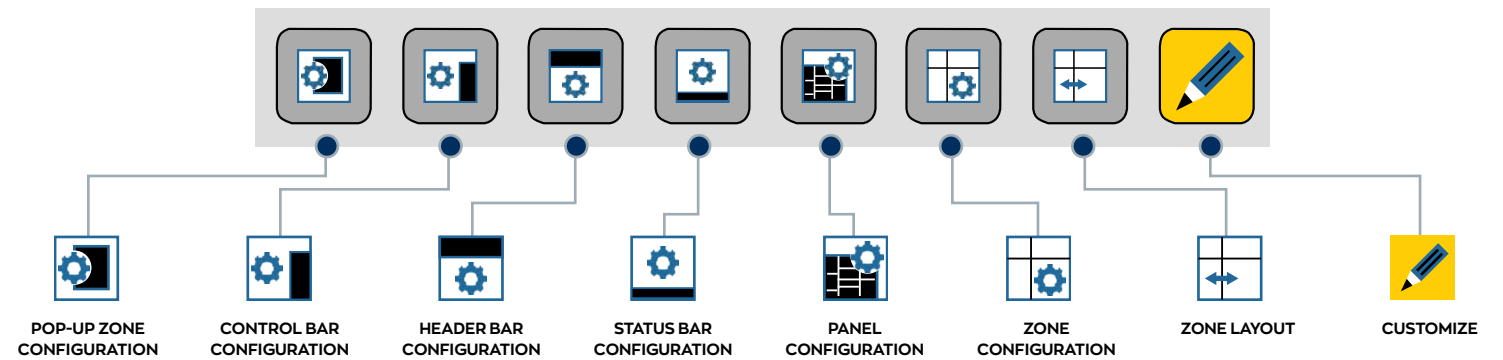 POP-UP ZONE
CONFIGURATION
CONTROL BAR
CONFIGURATION
HEADER BAR
CONFIGURATION
STATUS BAR
CONFIGURATION
PANEL
CONFIGURATION
ZONE
CONFIGURATION
ZONE LAYOUT
CUSTOMIZE